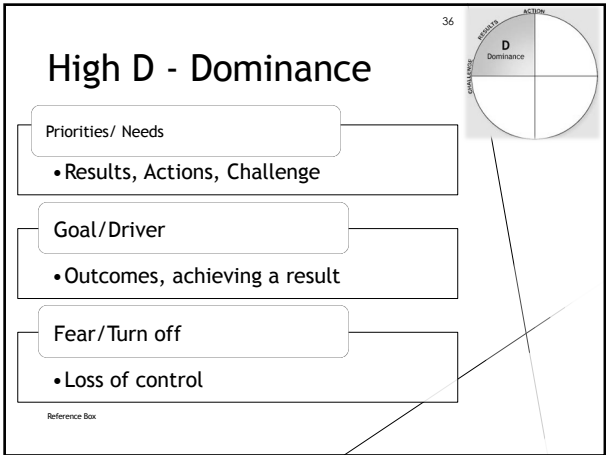 36
ACTION
RESULTS
D
Dominance
CHALLENGE
High D - Dominance
Priorities/ Needs
•Results, Actions, Challenge
Goal/Driver
•Outcomes, achieving a result
Fear/Turn off
•Loss of control
Reference Box